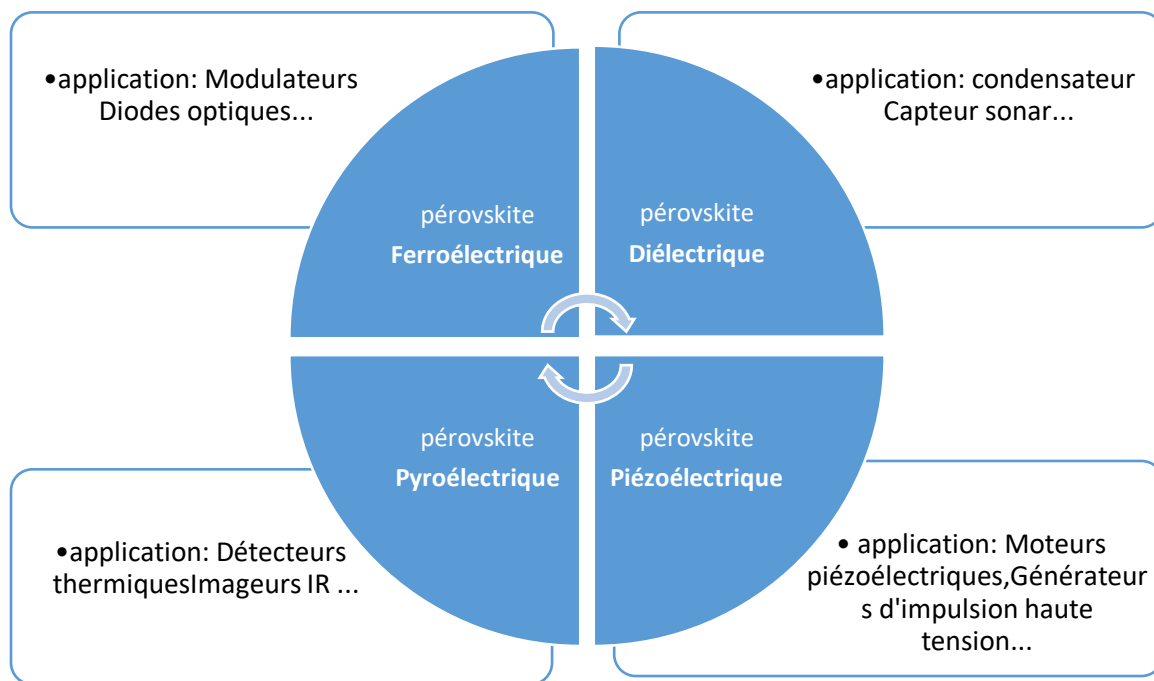 •application: Modulateurs
Diodes optiques...
•application: condensateur
Capteur sonar...
pérovskite
Ferroélectrique
pérovskite
Diélectrique
pérovskite
Pyroélectrique
pérovskite
Piézoélectrique
•application: Détecteurs
thermiquesImageurs IR ...
• application: Moteurs
piézoélectriques,Générateur
s d'impulsion haute
tension...